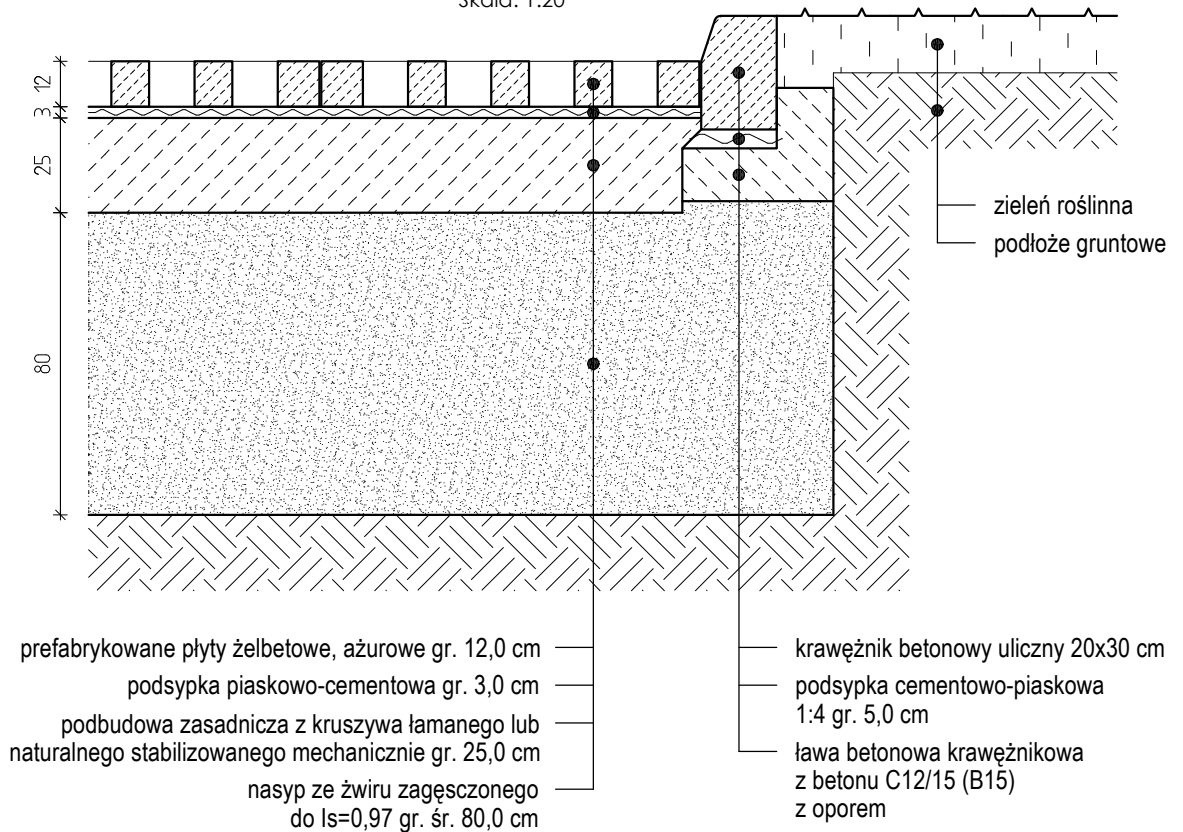 Skala: 1:20
12
3
25
80
zieleń roślinna
podłoże gruntowe
prefabrykowane płyty żelbetowe, ażurowe gr. 12,0 cm
podsypka piaskowo-cementowa gr. 3,0 cm
podbudowa zasadnicza z kruszywa łamanego lub
naturalnego stabilizowanego mechanicznie gr. 25,0 cm
nasyp ze żwiru zagęsczonego
do Is=0,97 gr. śr. 80,0 cm
krawężnik betonowy uliczny 20x30 cm
podsypka cementowo-piaskowa
1:4 gr. 5,0 cm
ława betonowa krawężnikowa
z betonu C12/15 (B15)
z oporem